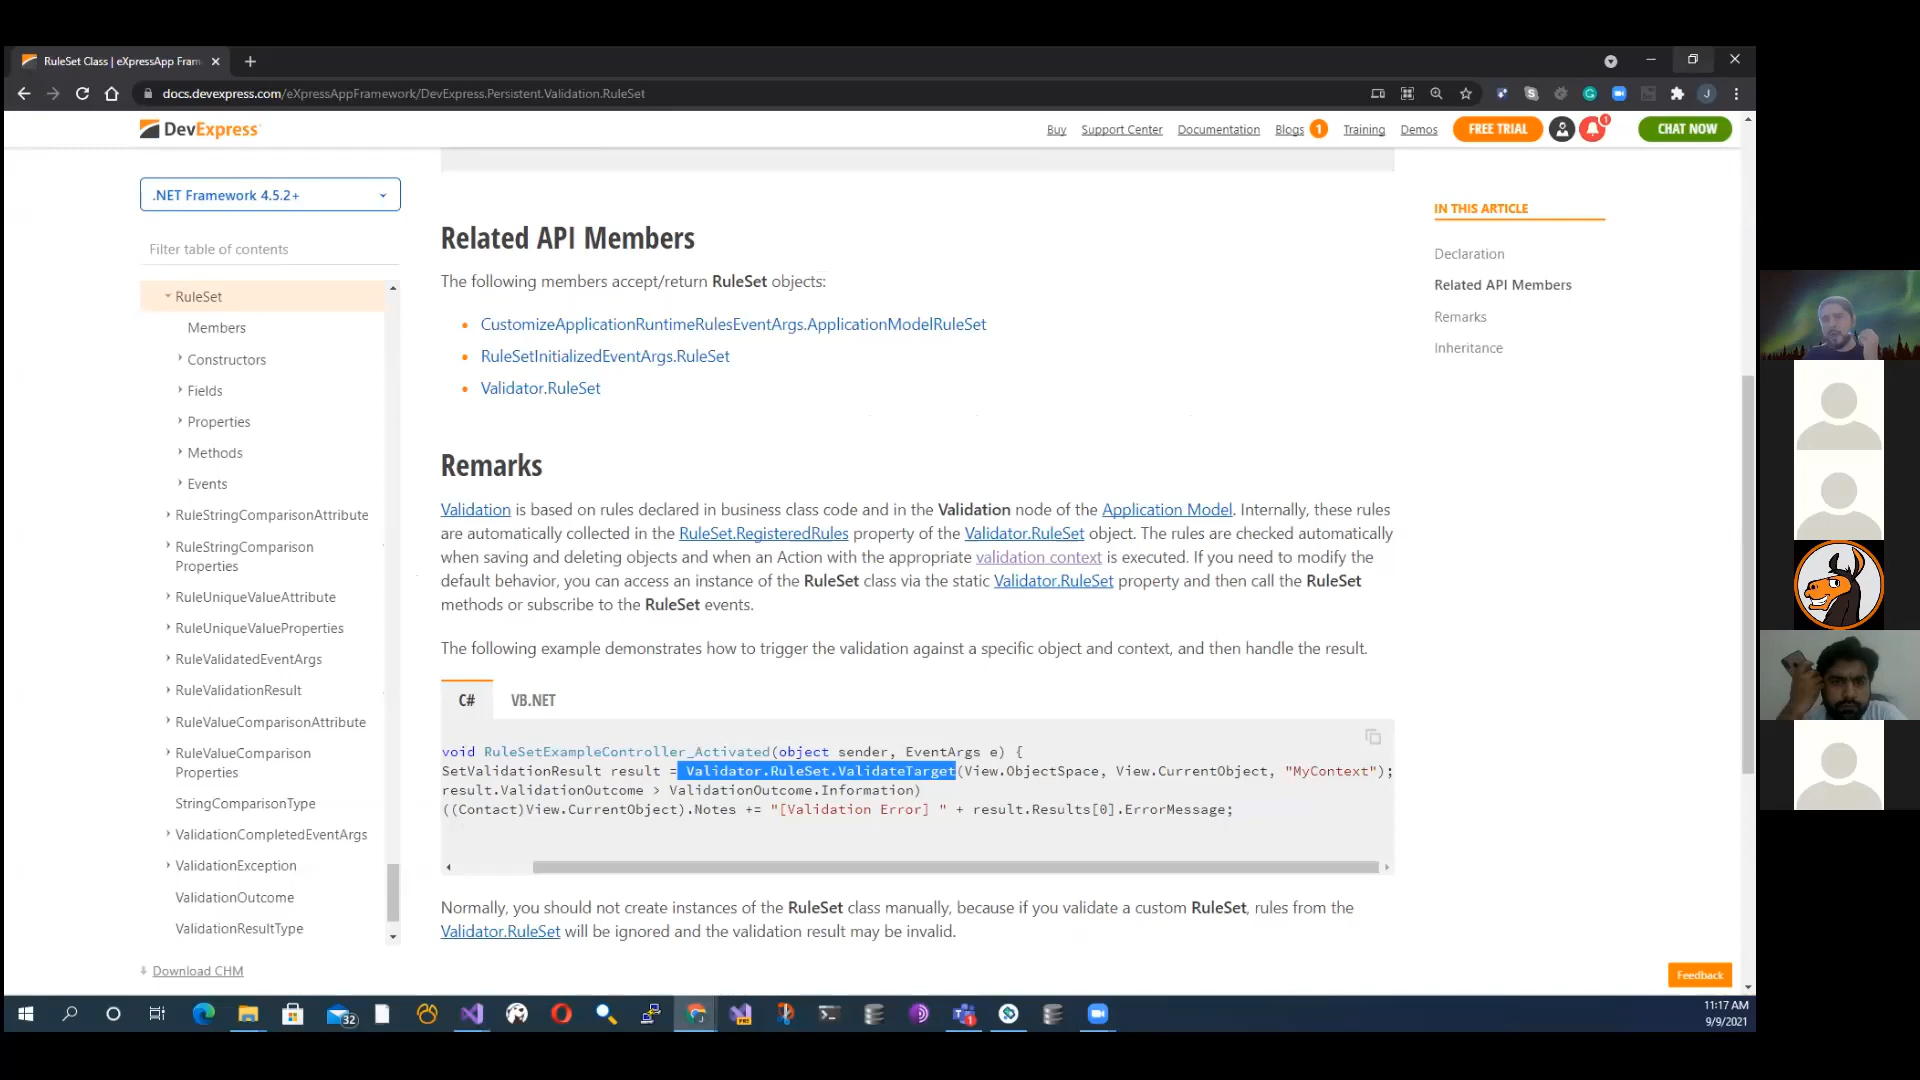 RuleSet Class | eXpressApp Fram
docs.devexpress.com/eXpressAppFramework/DevExpress.Persistent.Validation.RuleSet
J
DevExpress
Buy
Support Center
Documentation
Blogs
1
Training
Demos
FREE TRIAL
1
CHAT NOW
.NET Framework 4.5.2+
Filter table of contents
RuleSet
Members
Constructors
Fields
Properties
Methods
Events
RuleStringComparisonAttribute
RuleStringComparison
Properties
RuleUniqueValueAttribute
RuleUniqueValueProperties
RuleValidatedEventArgs
RuleValidationResult
RuleValueComparisonAttribute
RuleValueComparison
Properties
StringComparisonType
ValidationCompletedEventArgs
ValidationException
ValidationOutcome
ValidationResultType
Download CHM
Related API Members
The following members accept/return RuleSet objects:
CustomizeApplicationRuntimeRulesEventArgs.ApplicationModelRuleSet
RuleSetInitializedEventArgs.RuleSet
Validator.RuleSet
Remarks
Validation is based on rules declared in business class code and in the Validation node of the Application Model. Internally, these rules
are automatically collected in the RuleSet.RegisteredRules property of the Validator.RuleSet object. The rules are checked automatically
when saving and deleting objects and when an Action with the appropriate validation context is executed. If you need to modify the
default behavior, you can access an instance of the RuleSet class via the static Validator.RuleSet property and then call the RuleSet
methods or subscribe to the RuleSet events.
The following example demonstrates how to trigger the validation against a specific object and context, and then handle the result.
C#
VB.NET
void RuleSetExampleController_Activated(object sender, EventArgs e) {
SetValidationResult result = Validator.RuleSet.ValidateTarget(View.ObjectSpace, View.CurrentObject, "MyContext");
result.ValidationOutcome > ValidationOutcome.Information)
((Contact)View.CurrentObject).Notes += "[Validation Error] " + result.Results[0].ErrorMessage;
Normally, you should not create instances of the RuleSet class manually, because if you validate a custom RuleSet, rules from the
Validator.RuleSet will be ignored and the validation result may be invalid.
IN THIS ARTICLE
Declaration
Related API Members
Remarks
Inheritance
Feedback
32
1
11:17 AM
9/9/2021